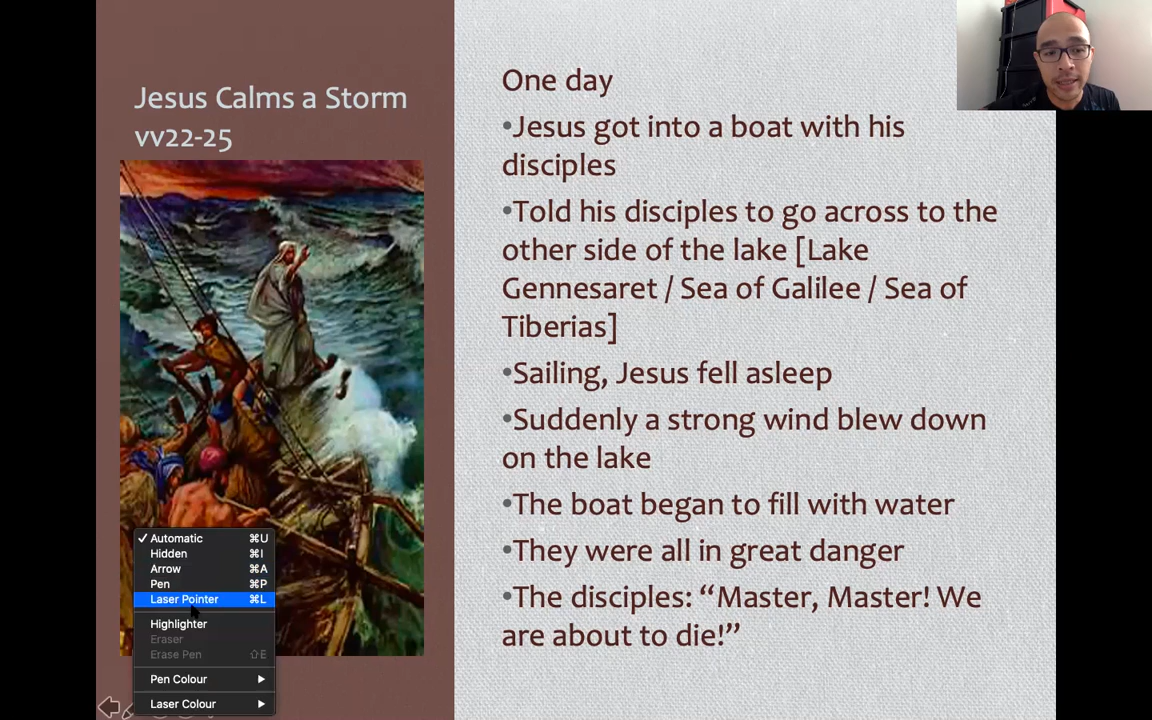 Jesus Calms a Storm
vv22-25
One day
•Jesus got into a boat with his
disciples
•Told his disciples to go across to the
other side of the lake [Lake
Gennesaret / Sea of Galilee / Sea of
Tiberias]
•Sailing, Jesus fell asleep
•Suddenly a strong wind blew down
on the lake
•The boat began to fill with water
•They were all in great danger
•The disciples: “Master, Master! We
are about to die!”
✓ Automatic ⌘U
Hidden ⌘I
Arrow ⌘A
Pen ⌘P
Laser Pointer ⌘L
Highlighter
Eraser
Erase Pen ⇧E
Pen Colour ▶
Laser Colour ▶